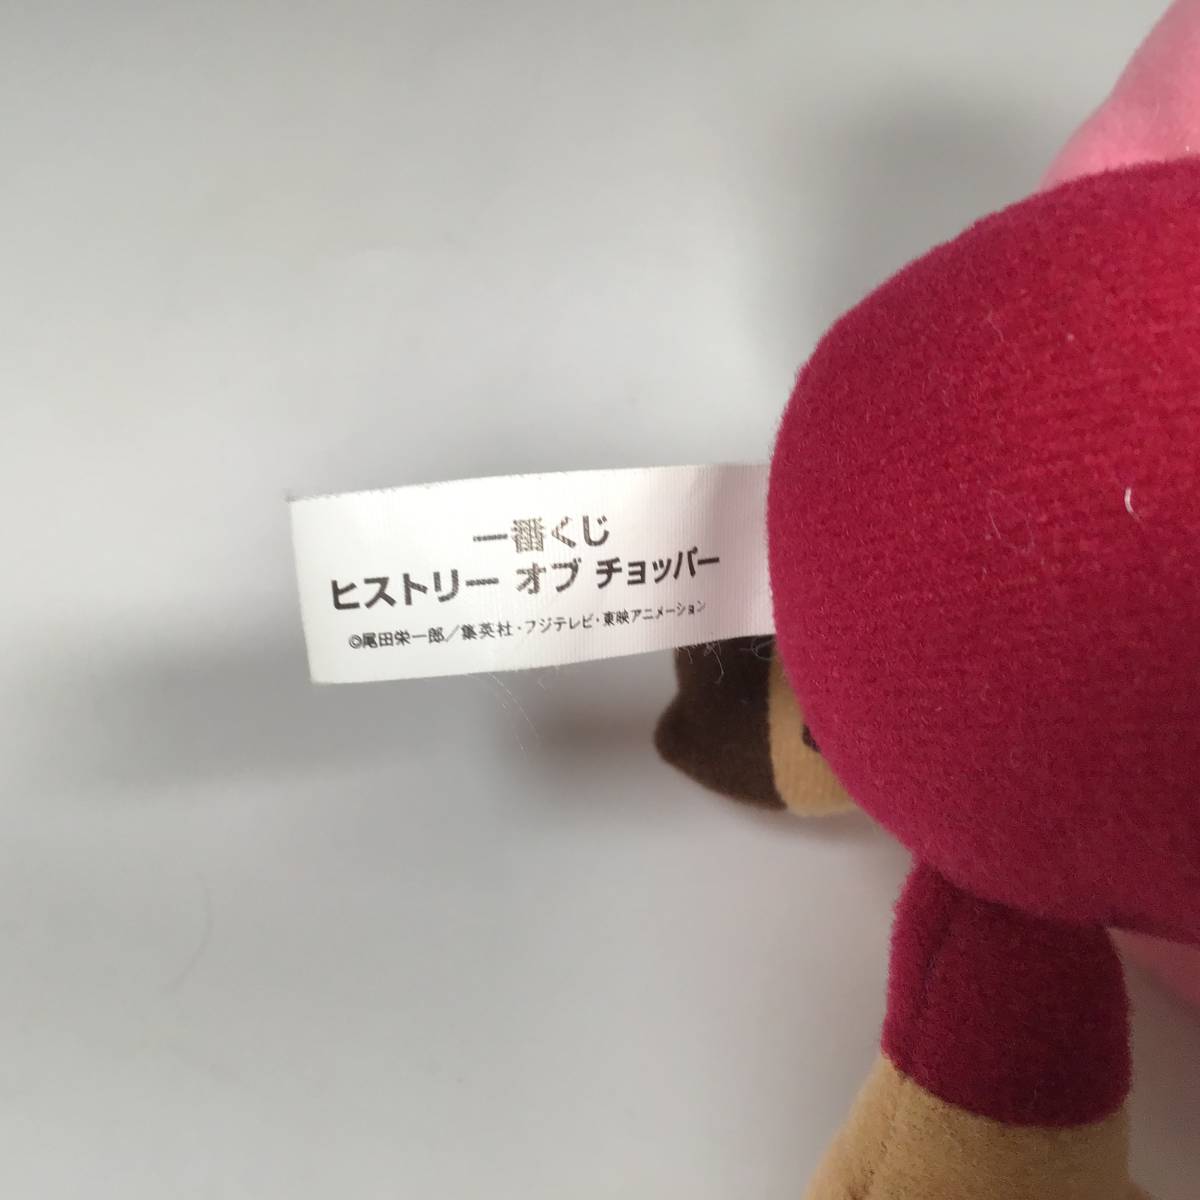 一番くじ
ヒストリー オブ チョッパー
©尾田栄一郎／集英社・フジテレビ・東映アニメーション